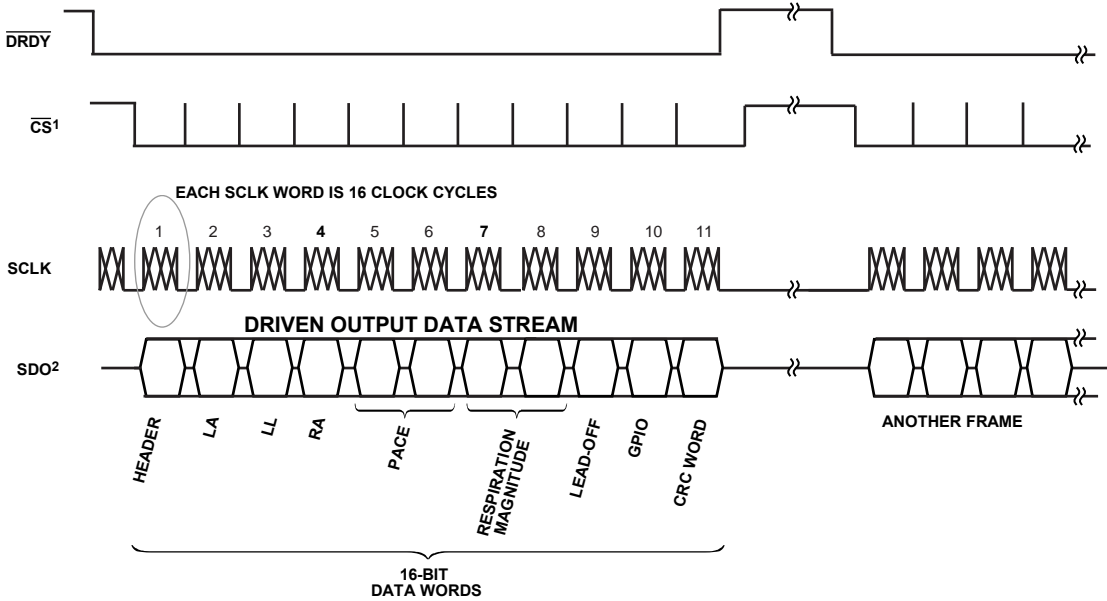 DRDY
CS1
EACH SCLK WORD IS 16 CLOCK CYCLES
1 2 3 4 5 6 7 8 9 10 11
SCLK
DRIVEN OUTPUT DATA STREAM
SDO2
HEADER
LA
LL
RA
PACE
RESPIRATION
MAGNITUDE
LEAD-OFF
GPIO
CRC WORD
ANOTHER FRAME
16-BIT
DATA WORDS